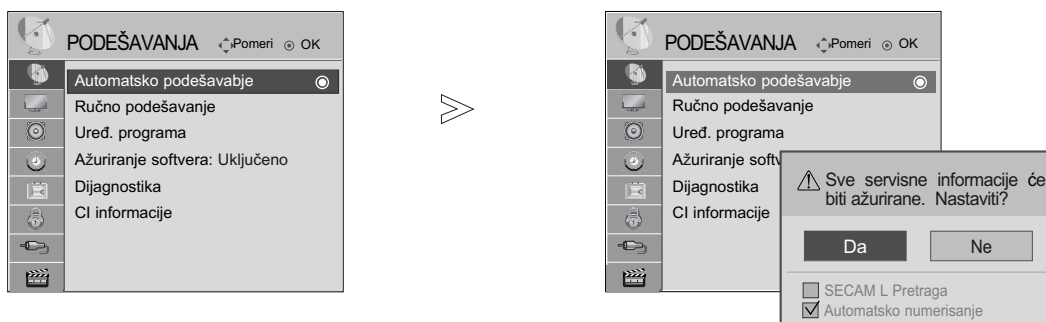 PODEŠAVANJA Pomeri OK
Automatsko podešavabje
Ručno podešavanje
Uređ. programa
Ažuriranje softvera: Uključeno
Dijagnostika
CI informacije
PODEŠAVANJA Pomeri OK
Automatsko podešavabje
Ručno podešavanje
Uređ. programa
Ažuriranje softv
Dijagnostika
CI informacije
Sve servisne informacije će
biti ažurirane. Nastaviti?
Da Ne
SECAM L Pretraga
Automatsko numerisanje